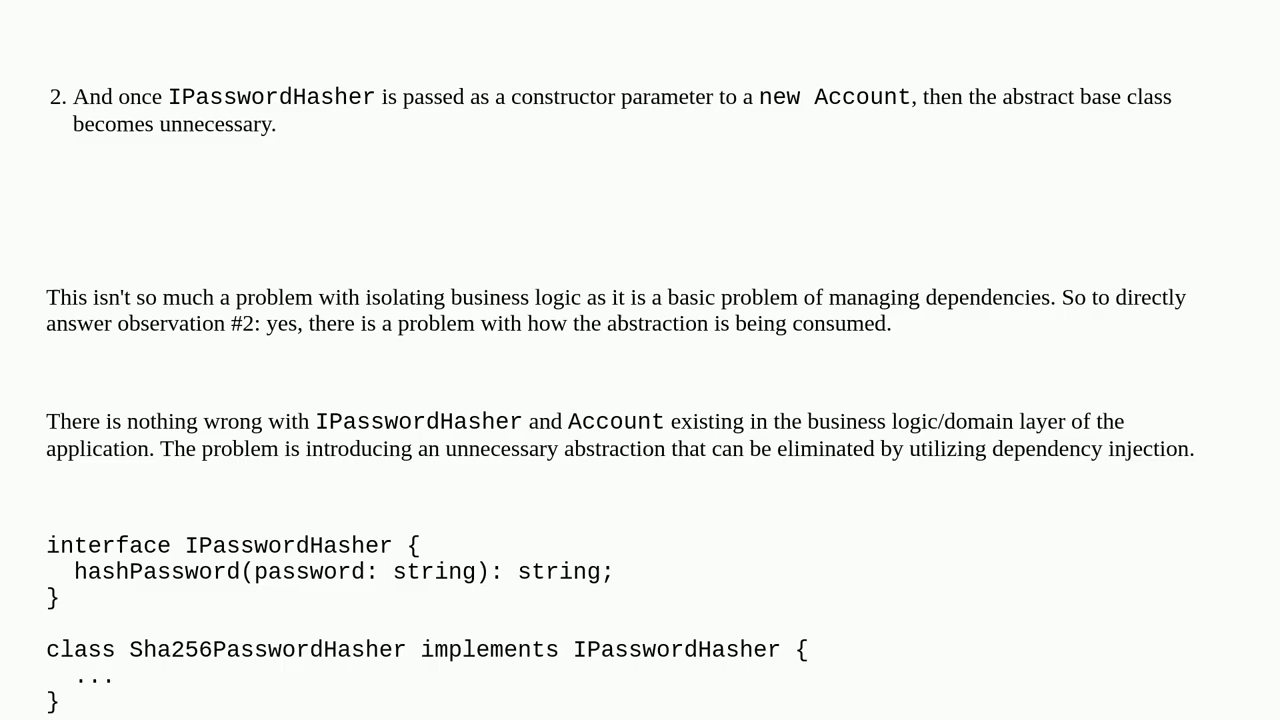 2. And once IPasswordHasher is passed as a constructor parameter to a new Account, then the abstract base class
becomes unnecessary.
This isn't so much a problem with isolating business logic as it is a basic problem of managing dependencies. So to directly
answer observation #2: yes, there is a problem with how the abstraction is being consumed.
There is nothing wrong with IPasswordHasher and Account existing in the business logic/domain layer of the
application. The problem is introducing an unnecessary abstraction that can be eliminated by utilizing dependency injection.
interface IPasswordHasher {
  hashPassword(password: string): string;
}
class Sha256PasswordHasher implements IPasswordHasher {
  ...
}